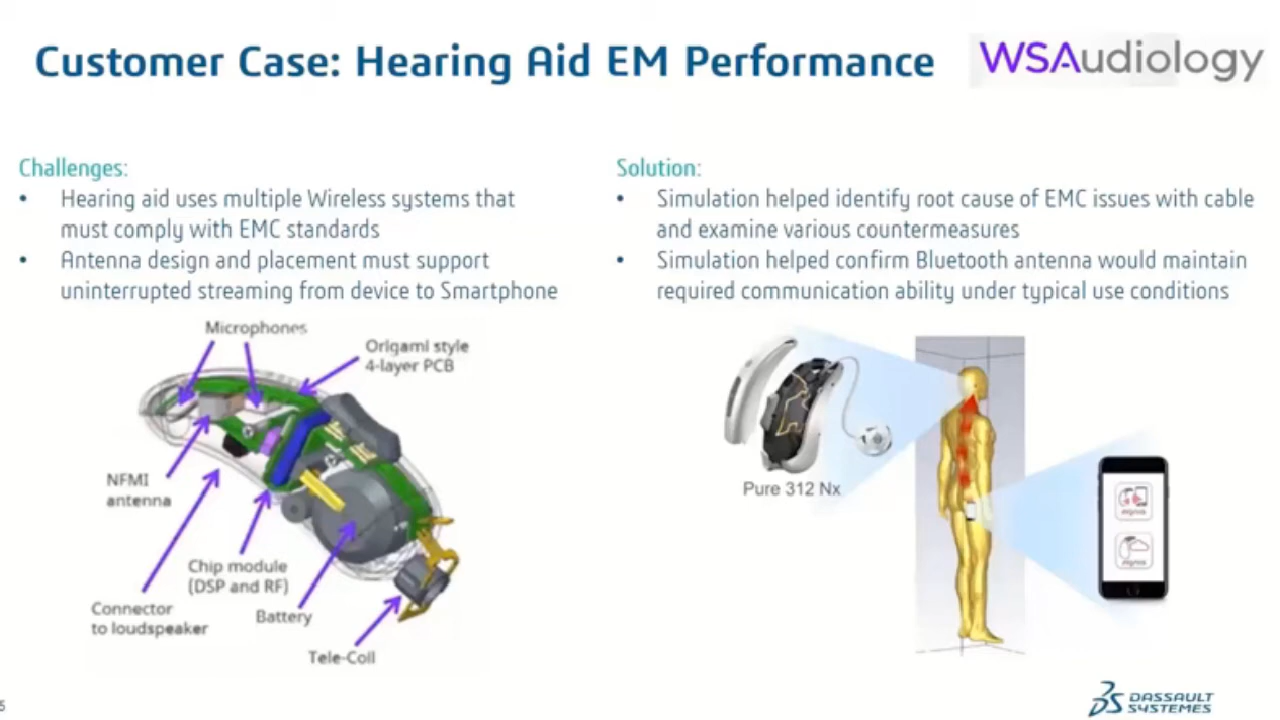 Customer Case: Hearing Aid EM Performance
WSAudiology
Challenges:
• Hearing aid uses multiple Wireless systems that
must comply with EMC standards
• Antenna design and placement must support
uninterrupted streaming from device to Smartphone
Solution:
• Simulation helped identify root cause of EMC issues with cable
and examine various countermeasures
• Simulation helped confirm Bluetooth antenna would maintain
required communication ability under typical use conditions
Microphones
Origami style
4-layer PCB
NFMI
antenna
Chip module
(DSP and RF)
Connector
to loudspeaker
Battery
Tele-Coil
Pure 312 Nx
DASSAULT
SYSTEMES